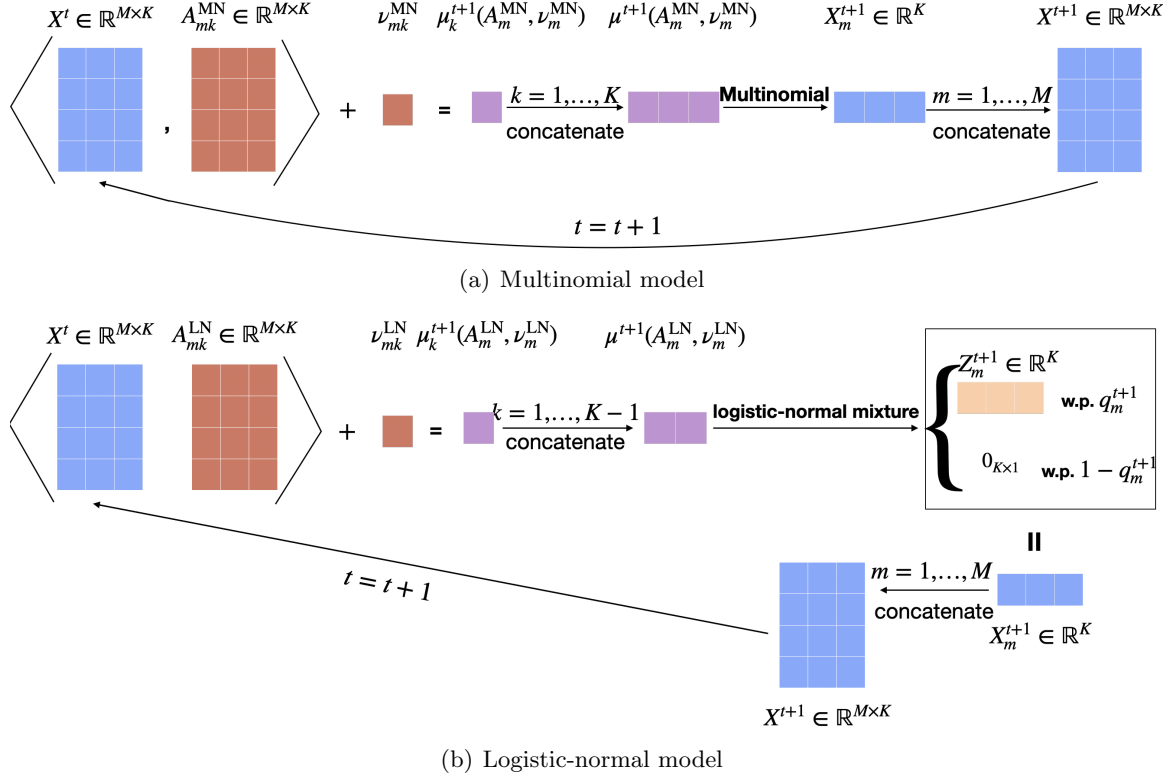 X^t ∈ ℝ^{M×K} A_{mk}^{MN} ∈ ℝ^{M×K} ν_{mk}^{MN} μ_k^{t+1}(A_m^{MN}, ν_m^{MN}) μ^{t+1}(A_m^{MN}, ν_m^{MN}) X_m^{t+1} ∈ ℝ^K X^{t+1} ∈ ℝ^{M×K}
, + = k = 1,…, K Multinomial m = 1,…, M
concatenate concatenate
t = t + 1
(a) Multinomial model
X^t ∈ ℝ^{M×K} A_{mk}^{LN} ∈ ℝ^{M×K} ν_{mk}^{LN} μ_k^{t+1}(A_m^{LN}, ν_m^{LN}) μ^{t+1}(A_m^{LN}, ν_m^{LN})
Z_m^{t+1} ∈ ℝ^K
{ w.p. q_m^{t+1}
, + = k = 1,…, K − 1 logistic-normal mixture
concatenate
0_{K×1} w.p. 1 − q_m^{t+1}
=
t = t + 1
m = 1,…, M
concatenate
X_m^{t+1} ∈ ℝ^K
X^{t+1} ∈ ℝ^{M×K}
(b) Logistic-normal model